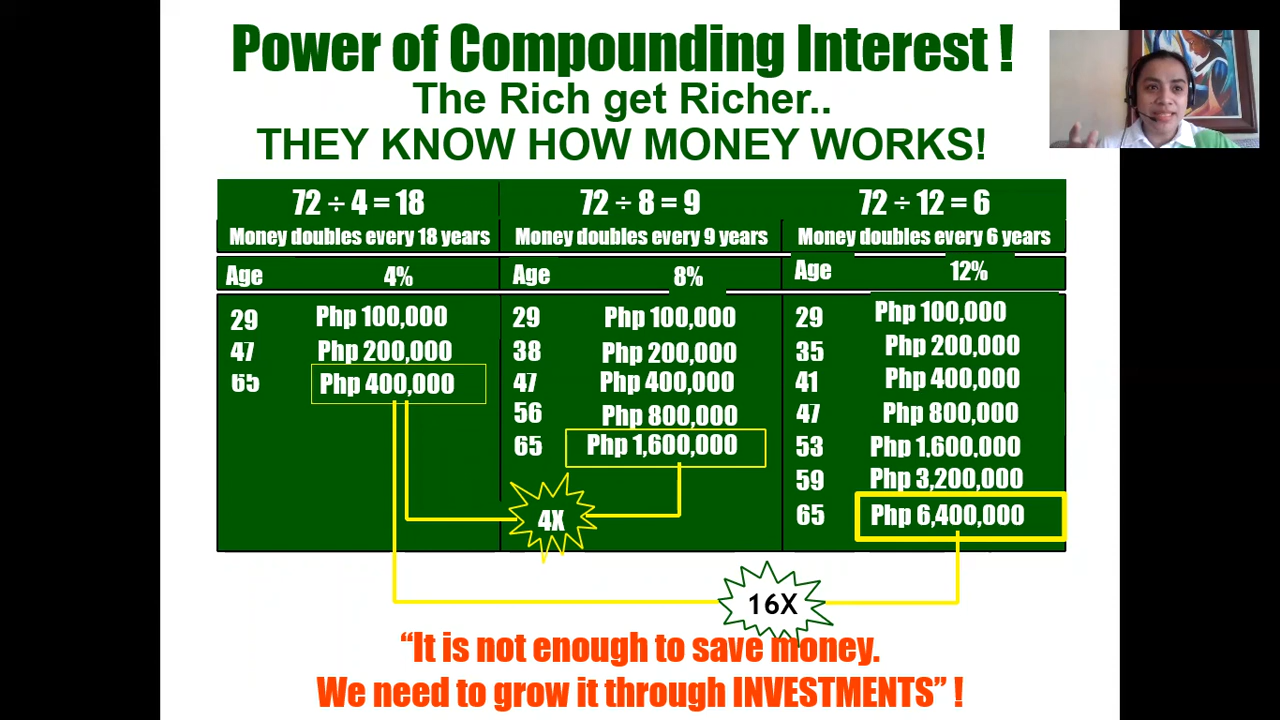 Power of Compounding Interest !
The Rich get Richer..
THEY KNOW HOW MONEY WORKS!
72 ÷ 4 = 18
Money doubles every 18 years
Age 4%
29 Php 100,000
47 Php 200,000
65 Php 400,000
72 ÷ 8 = 9
Money doubles every 9 years
Age 8%
29 Php 100,000
38 Php 200,000
47 Php 400,000
56 Php 800,000
65 Php 1,600,000
72 ÷ 12 = 6
Money doubles every 6 years
Age 12%
29 Php 100,000
35 Php 200,000
41 Php 400,000
47 Php 800,000
53 Php 1,600,000
59 Php 3,200,000
65 Php 6,400,000
4X
16X
“It is not enough to save money.
We need to grow it through INVESTMENTS” !